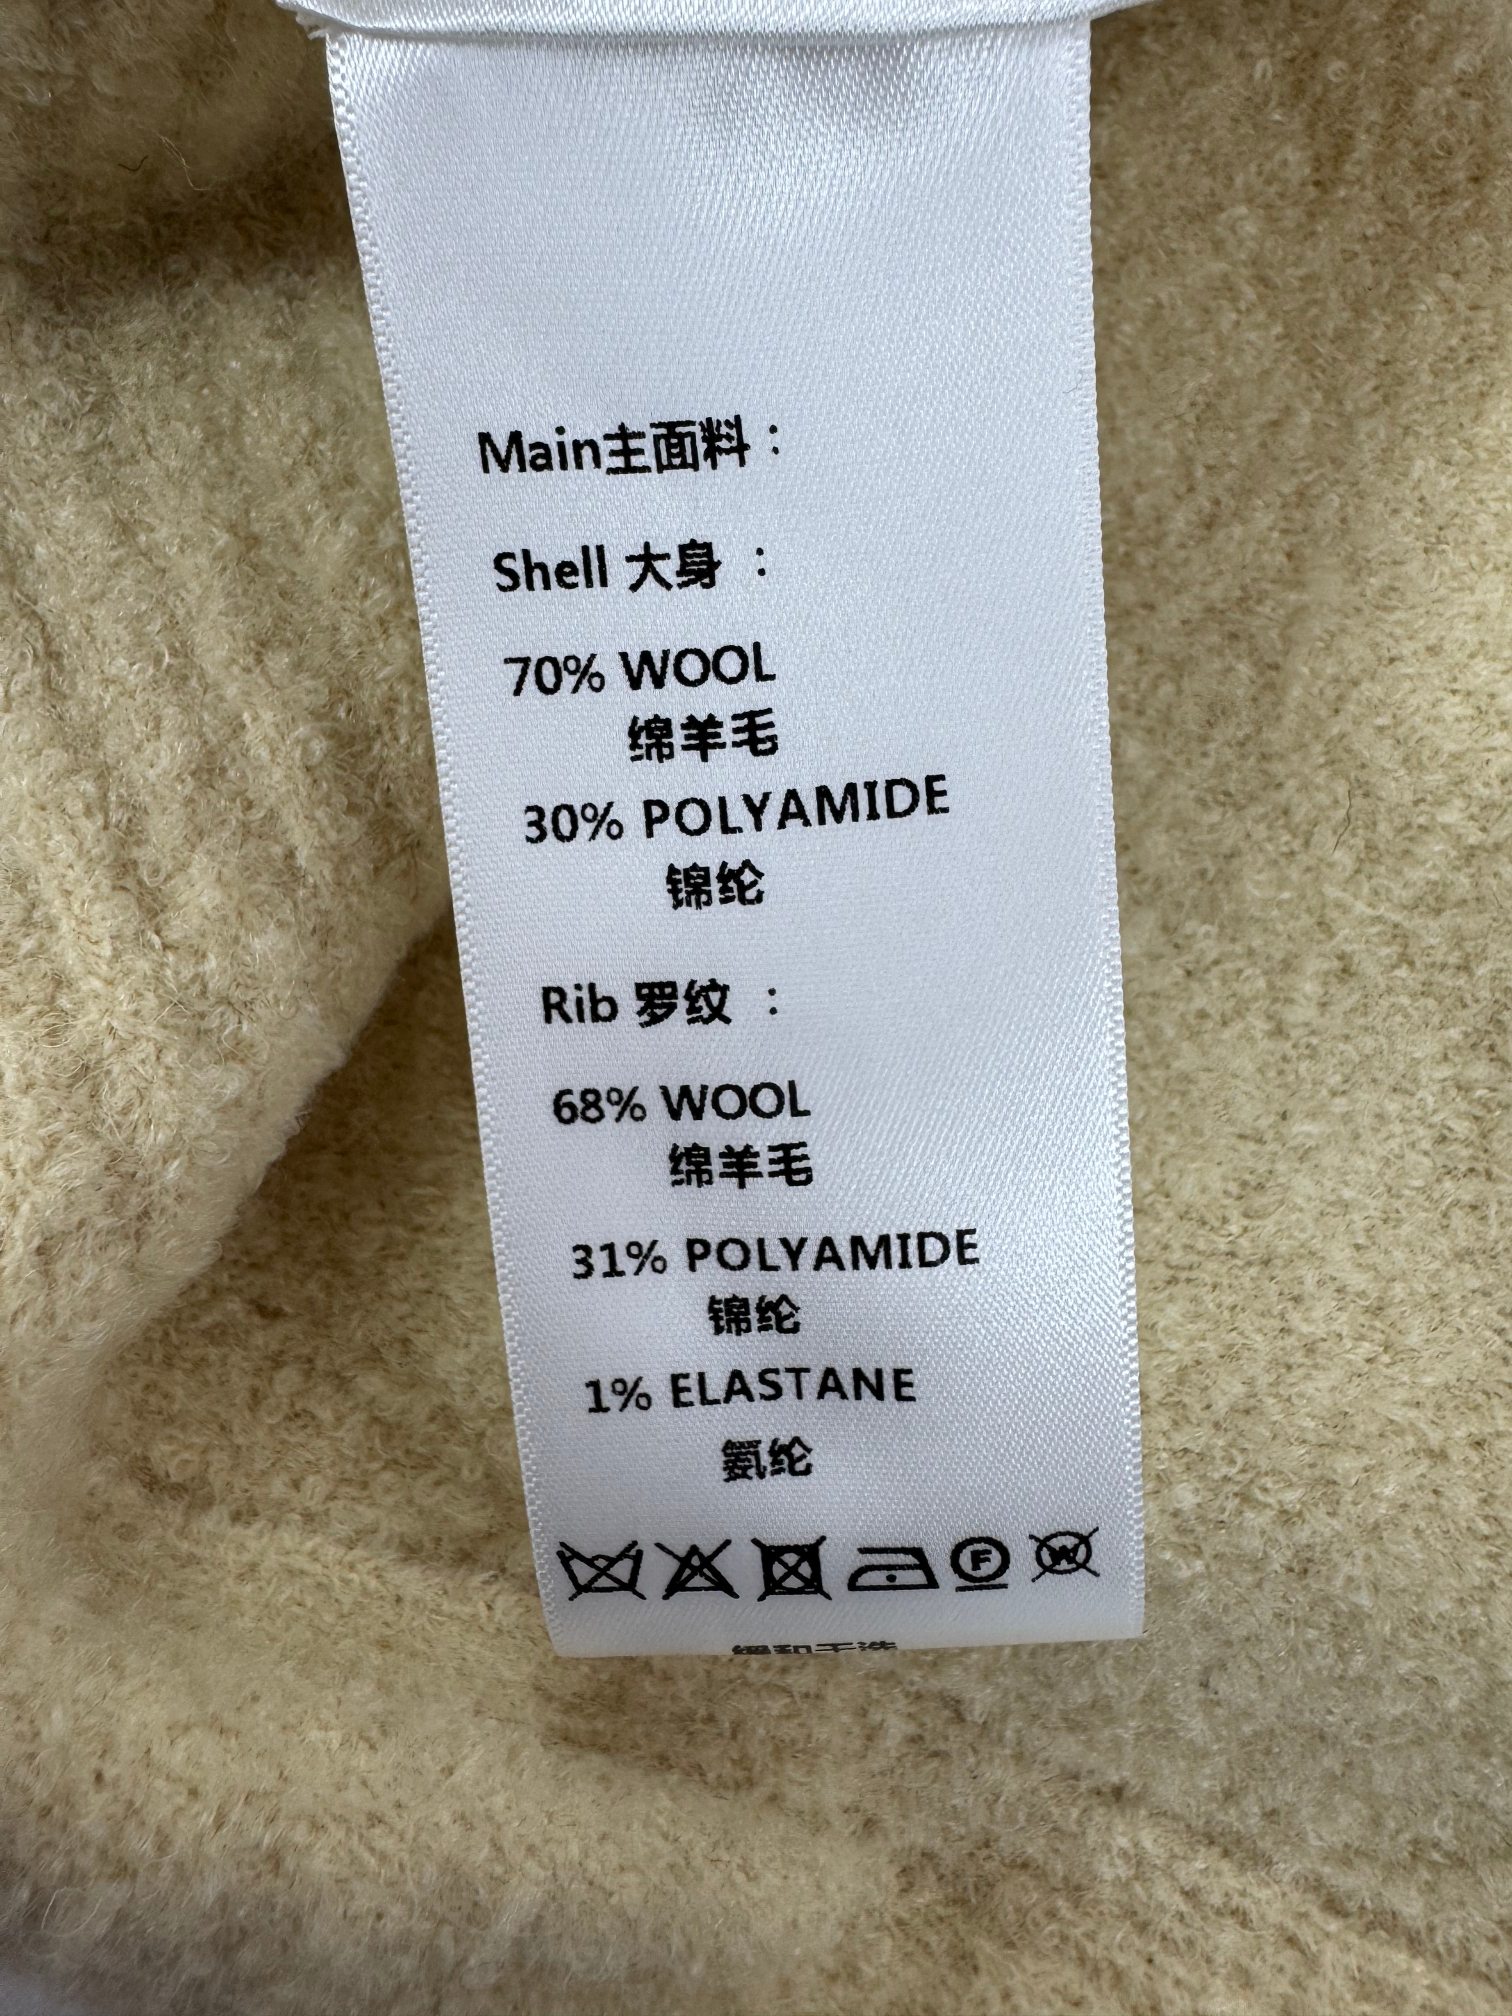 Main主面料：
Shell 大身 ：
70% WOOL
绵羊毛
30% POLYAMIDE
锦纶
Rib 罗纹 ：
68% WOOL
绵羊毛
31% POLYAMIDE
锦纶
1% ELASTANE
氨纶
F W